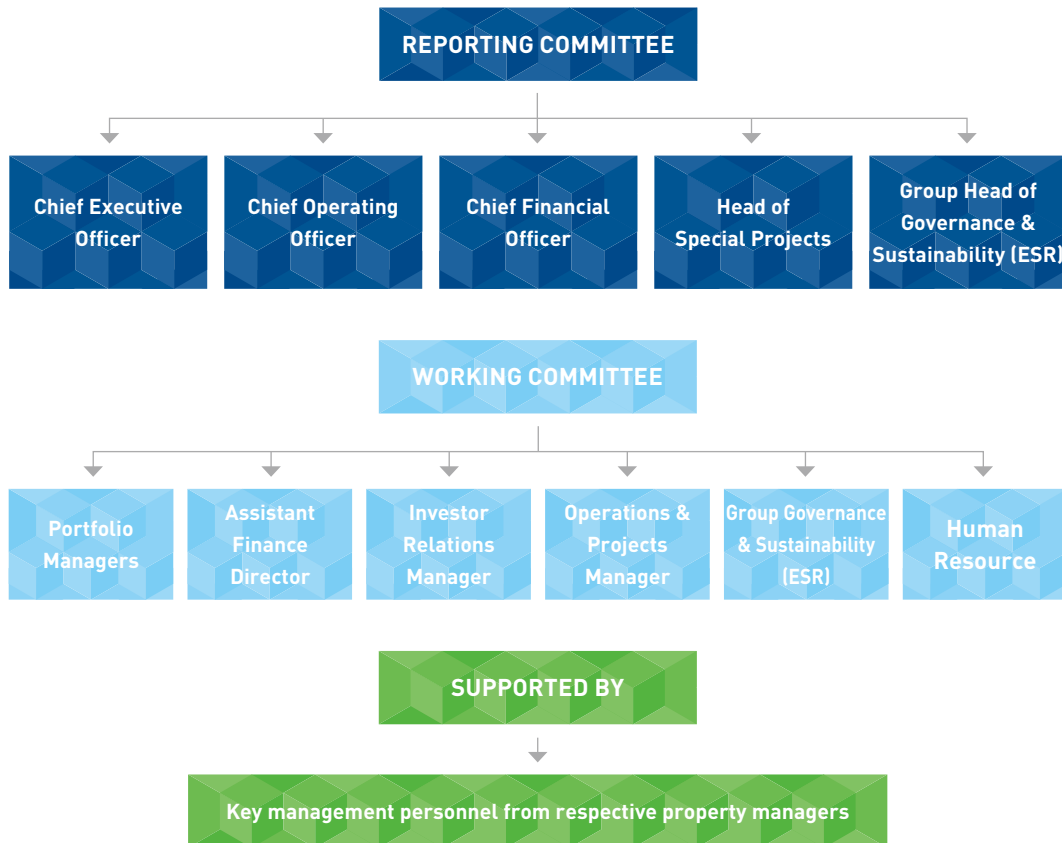 REPORTING COMMITTEE
Chief Executive
Officer
Chief Operating
Officer
Chief Financial
Officer
Head of
Special Projects
Group Head of
Governance &
Sustainability (ESR)
WORKING COMMITTEE
Portfolio
Managers
Assistant
Finance
Director
Investor
Relations
Manager
Operations &
Projects
Manager
Group Governance
& Sustainability
(ESR)
Human
Resource
SUPPORTED BY
Key management personnel from respective property managers